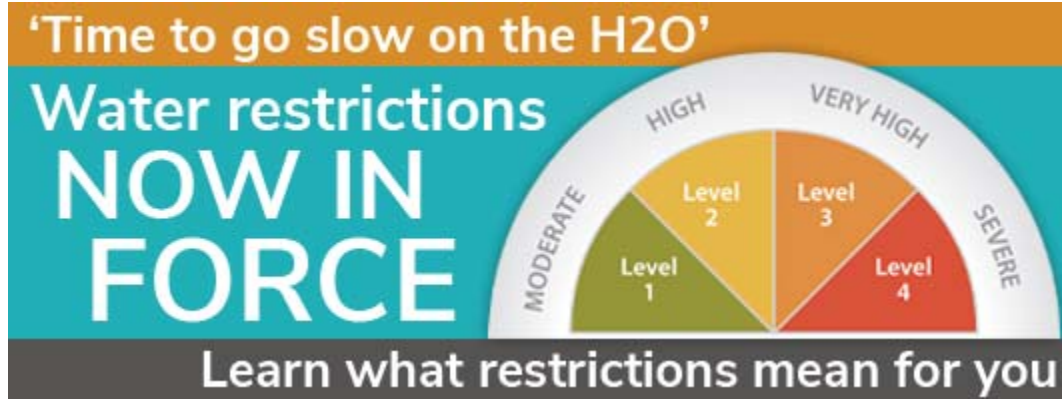 ‘Time to go slow on the H2O’
Water restrictions
NOW IN
FORCE
MODERATE
HIGH
VERY HIGH
SEVERE
Level
1
Level
2
Level
3
Level
4
Learn what restrictions mean for you